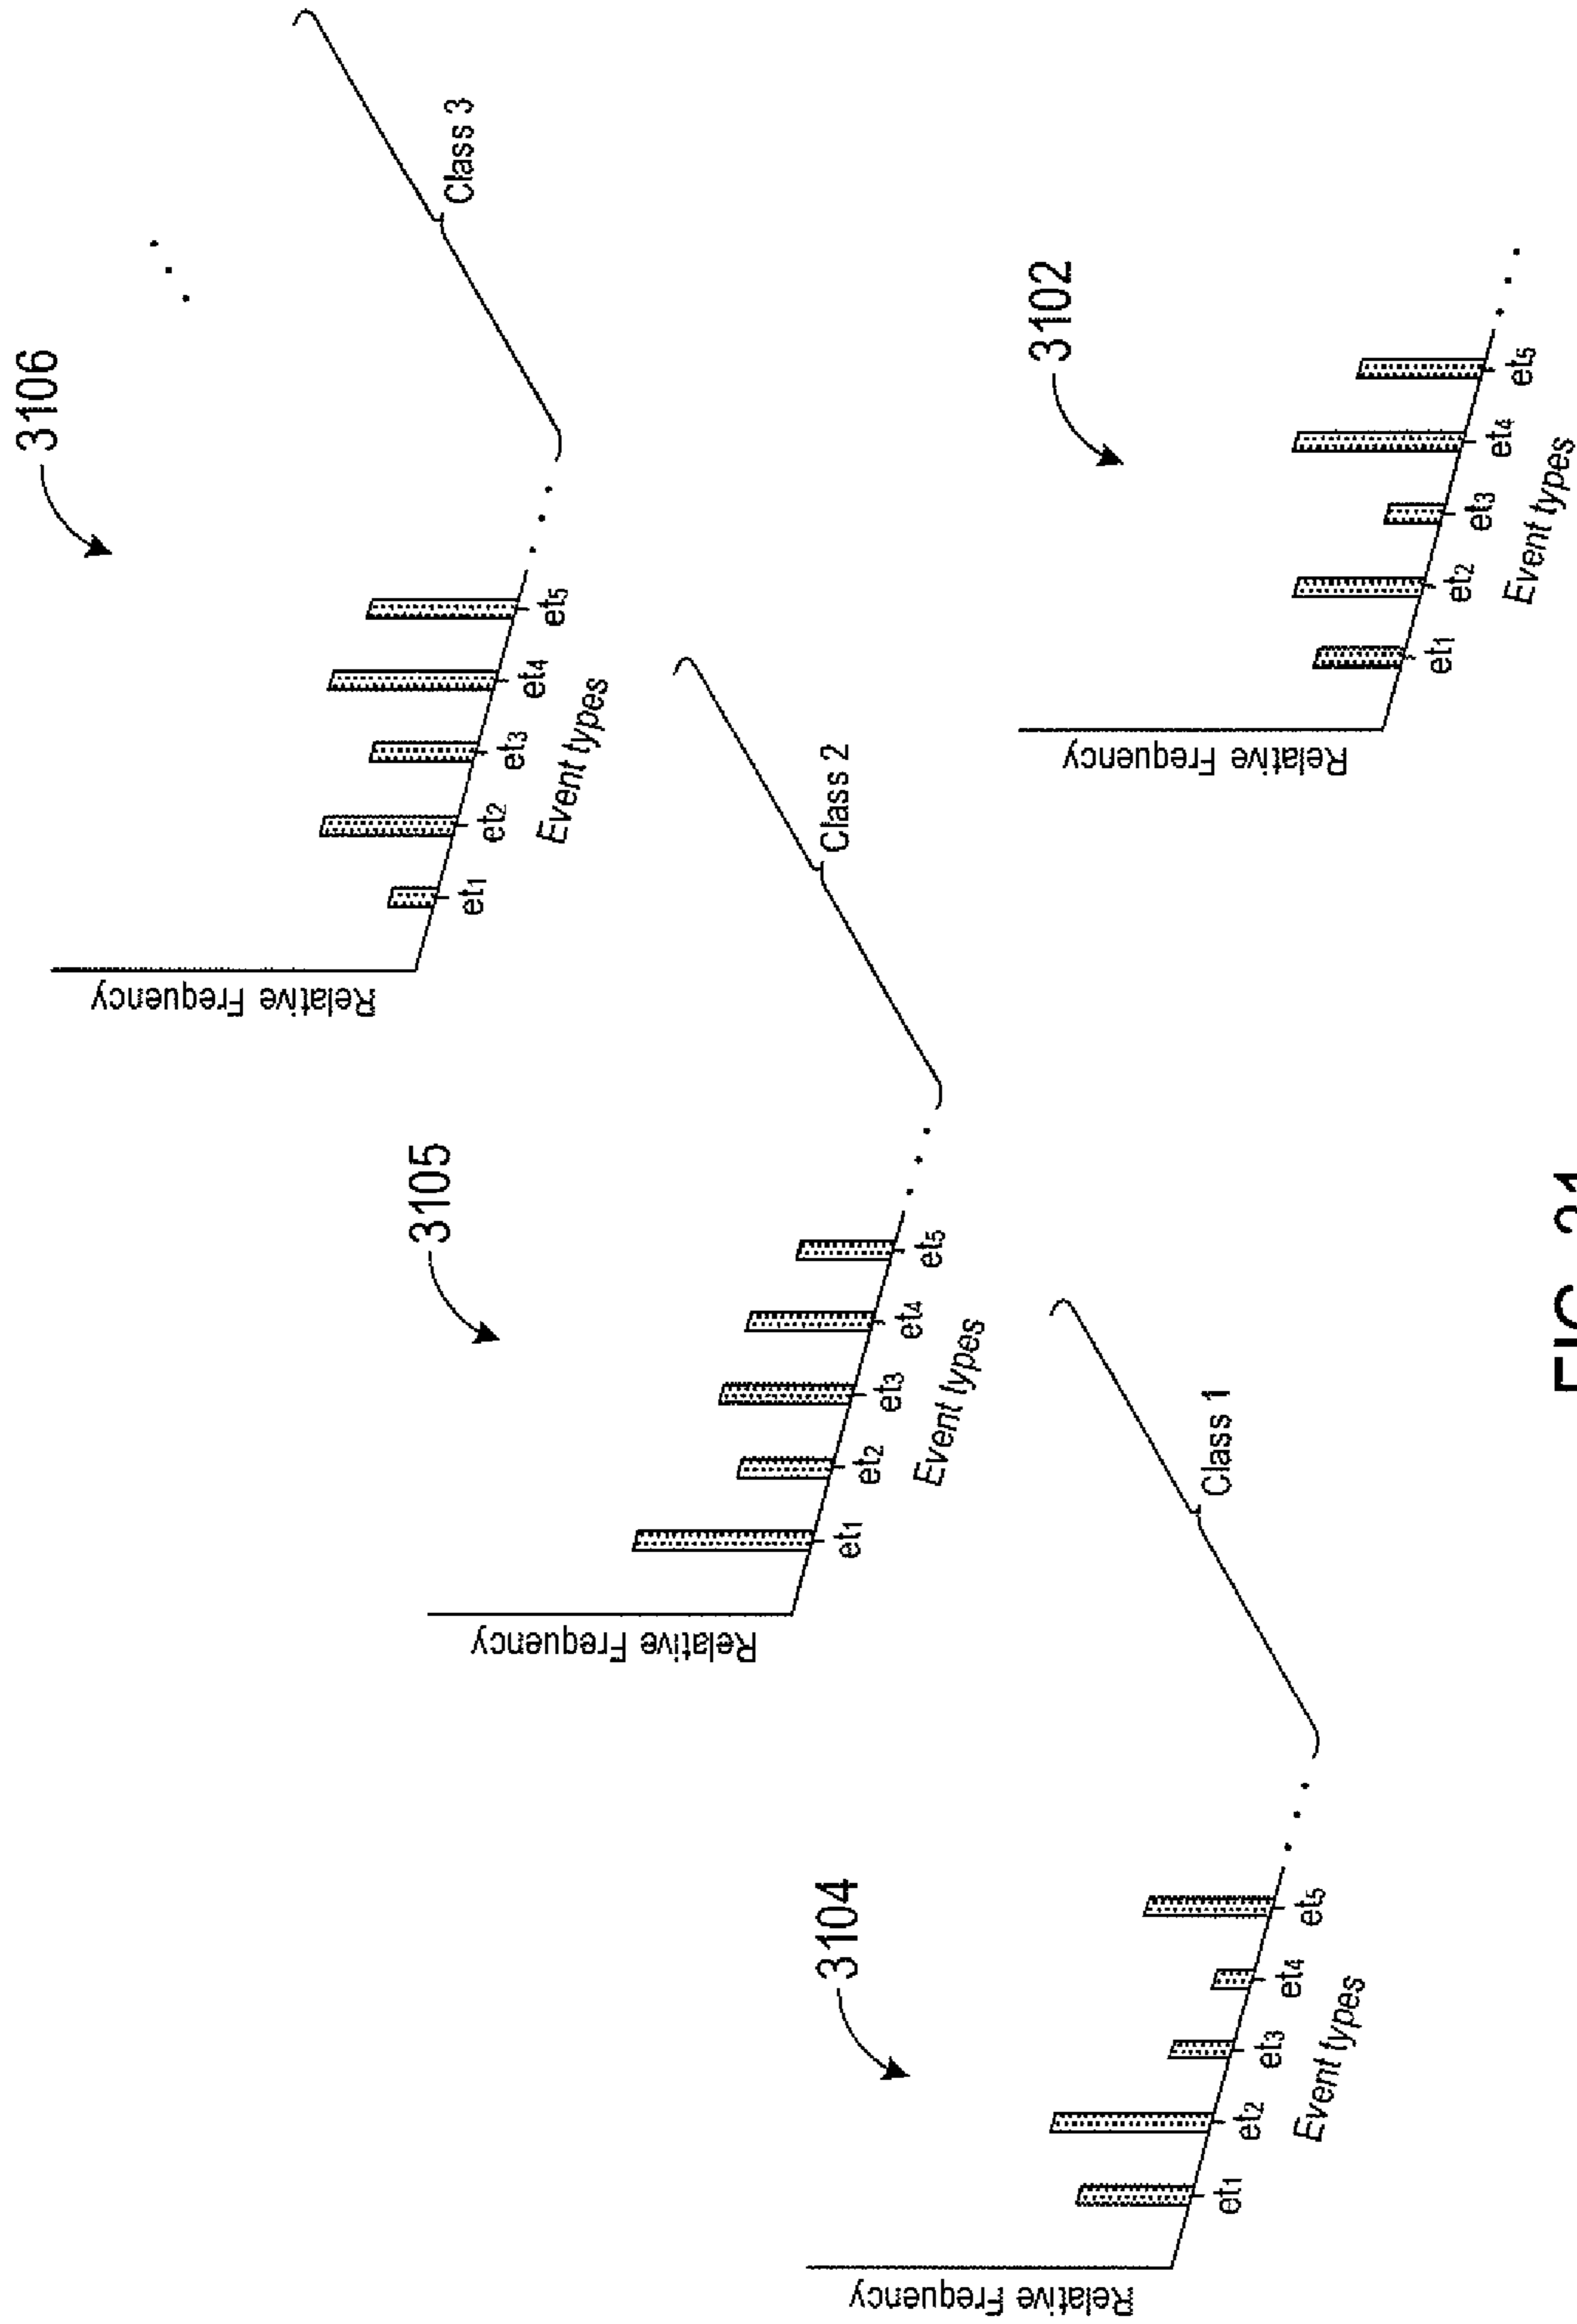 3106
Relative Frequency
et1 et2 et3 et4 et5
Event types
Class 3
3105
Relative Frequency
et1 et2 et3 et4 et5
Event types
Class 2
3104
Relative Frequency
et1 et2 et3 et4 et5
Event types
Class 1
3102
Relative Frequency
et1 et2 et3 et4 et5
Event types
FIG